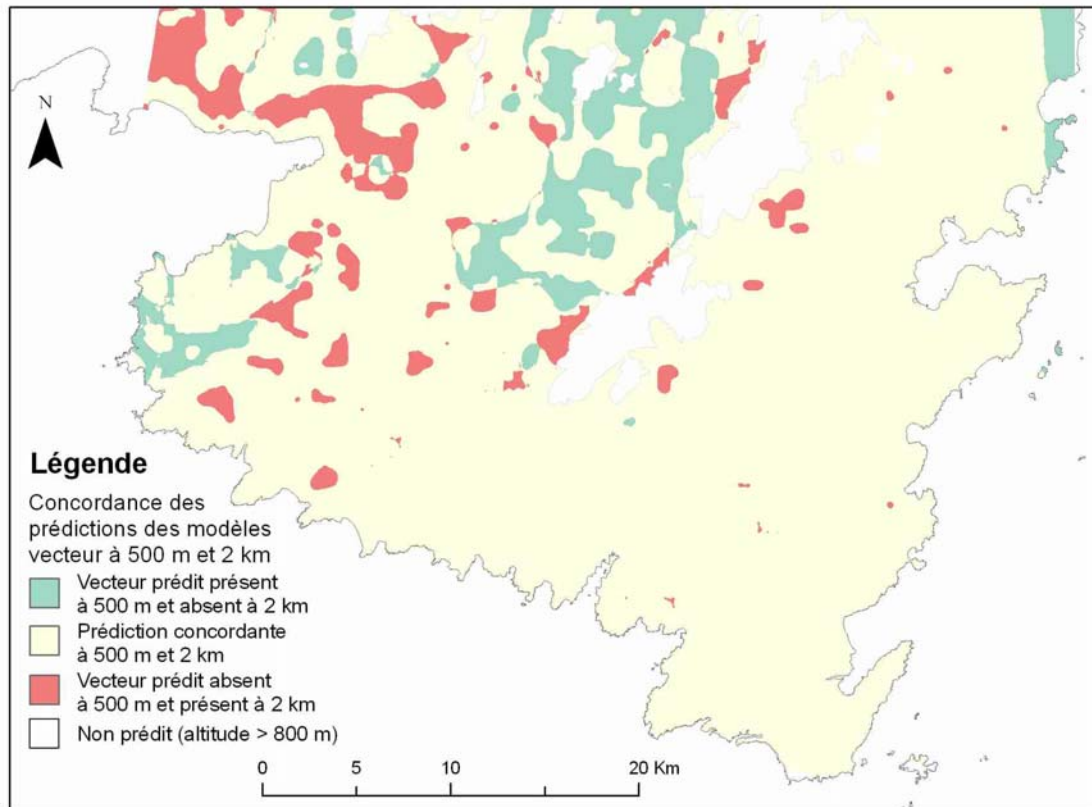 N
Légende
Concordance des
prédictions des modèles
vecteur à 500 m et 2 km
Vecteur prédit présent
à 500 m et absent à 2 km
Prédiction concordante
à 500 m et 2 km
Vecteur prédit absent
à 500 m et présent à 2 km
Non prédit (altitude > 800 m)
0 5 10 20 Km